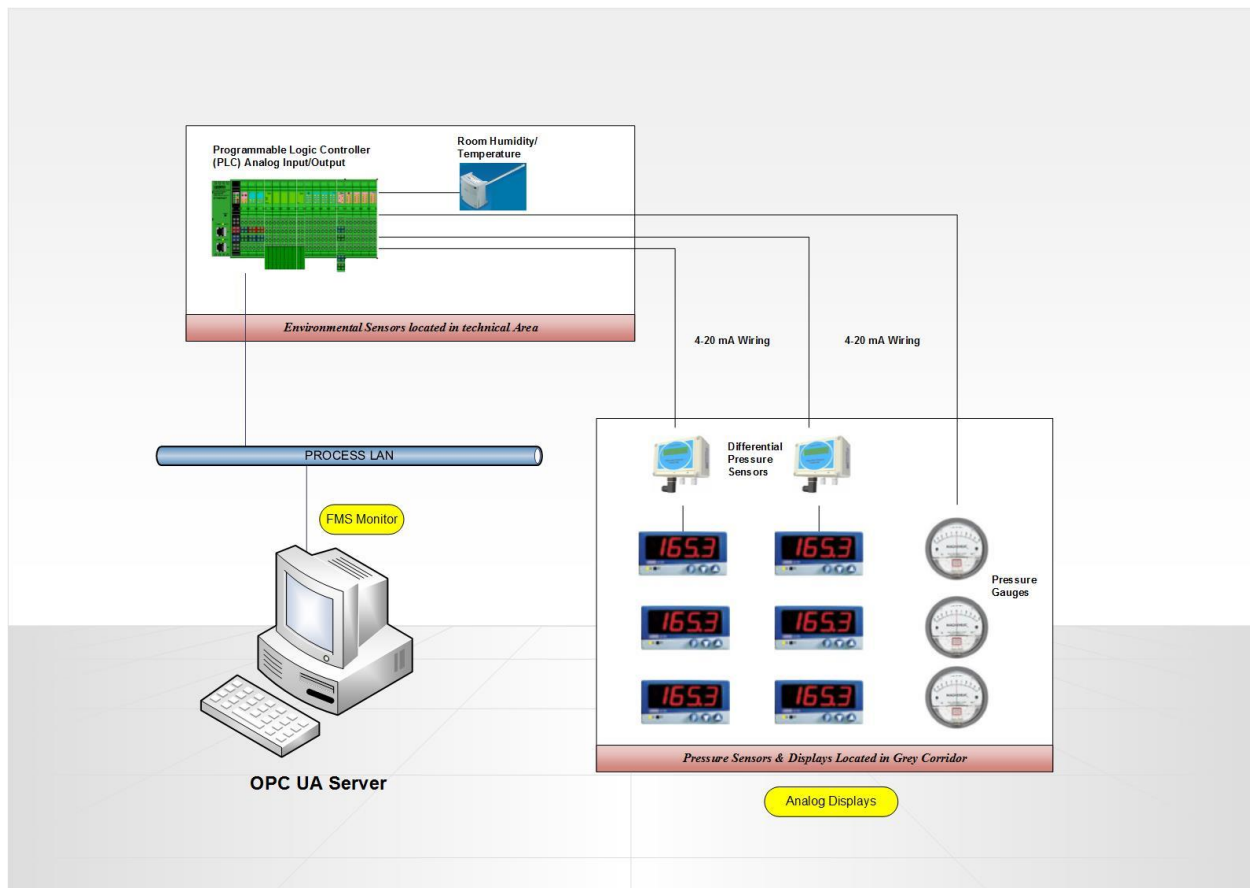 Programmable Logic Controller
(PLC) Analog Input/Output
Room Humidity/
Temperature
Environmental Sensors located in technical Area
4-20 mA Wiring
4-20 mA Wiring
PROCESS LAN
FMS Monitor
OPC UA Server
Differential
Pressure
Sensors
165.3
165.3
165.3
165.3
165.3
165.3
Pressure
Gauges
Pressure Sensors & Displays Located in Grey Corridor
Analog Displays